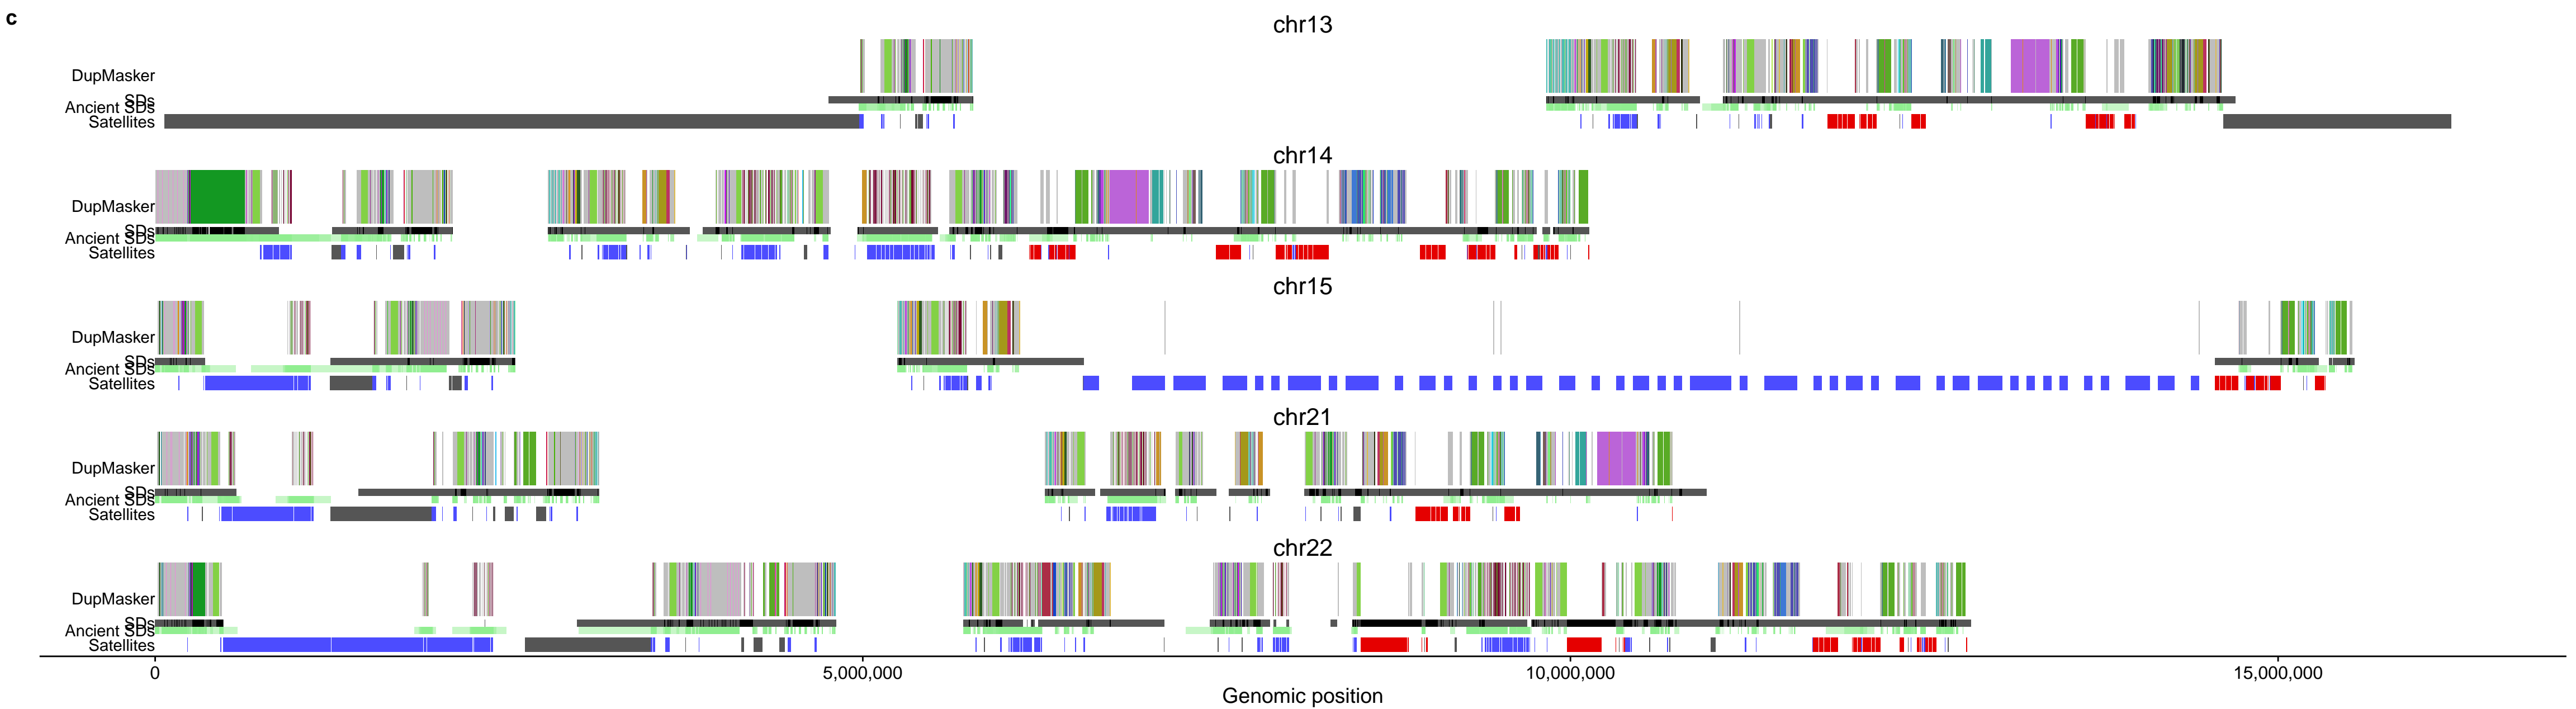 c
chr13
DupMasker
SDs
Ancient SDs
Satellites
chr14
DupMasker
SDs
Ancient SDs
Satellites
chr15
DupMasker
SDs
Ancient SDs
Satellites
chr21
DupMasker
SDs
Ancient SDs
Satellites
chr22
DupMasker
SDs
Ancient SDs
Satellites
0 5,000,000 10,000,000 15,000,000
Genomic position